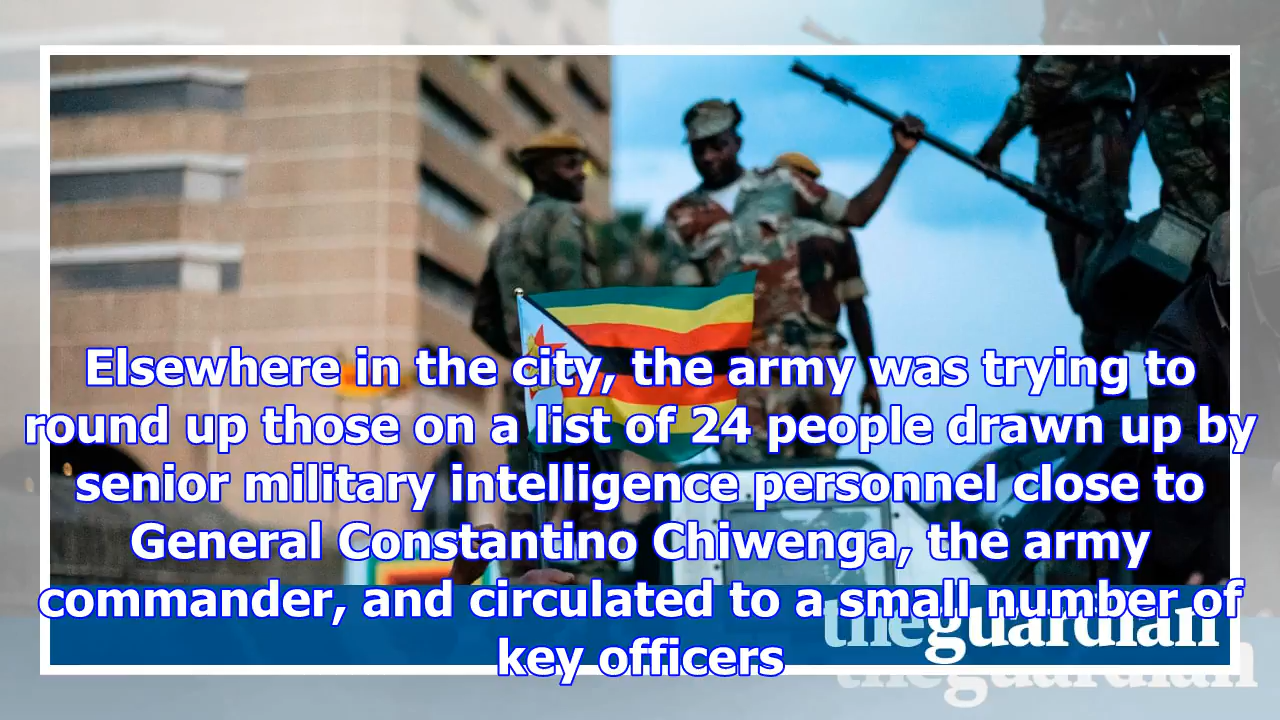 Elsewhere in the city, the army was trying to
round up those on a list of 24 people drawn up by
senior military intelligence personnel close to
General Constantino Chiwenga, the army
commander, and circulated to a small number of
key officers
theguardian
theguardian